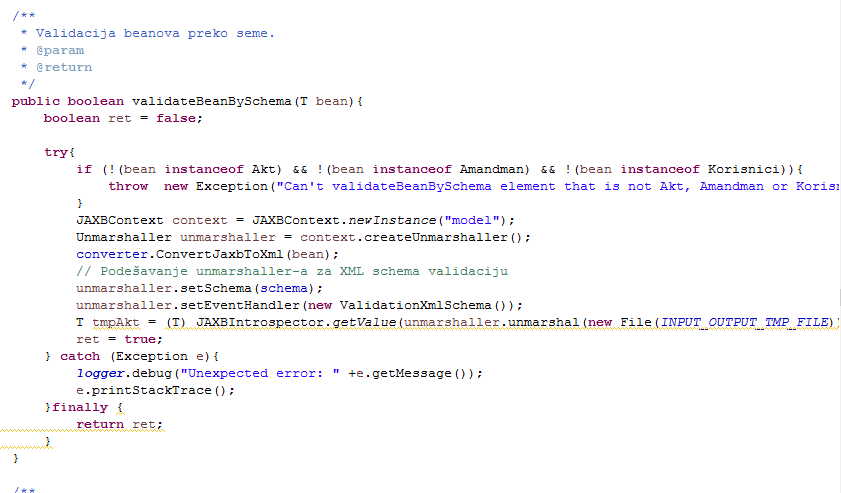 /**
 * Validacija beanova preko seme.
 * @param
 * @return
 */
public boolean validateBeanBySchema(T bean){
    boolean ret = false;

    try{
        if (!(bean instanceof Akt) && !(bean instanceof Amandman) && !(bean instanceof Korisnici)){
            throw  new Exception("Can't validateBeanBySchema element that is not Akt, Amandman or Koris
        }
        JAXBContext context = JAXBContext.newInstance("model");
        Unmarshaller unmarshaller = context.createUnmarshaller();
        converter.ConvertJaxbToXml(bean);
        // Podešavanje unmarshaller-a za XML schema validaciju
        unmarshaller.setSchema(schema);
        unmarshaller.setEventHandler(new ValidationXmlSchema());
        T tmpAkt = (T) JAXBIntrospector.getValue(unmarshaller.unmarshal(new File(INPUT_OUTPUT_TMP_FILE))
        ret = true;
    } catch (Exception e){
        logger.debug("Unexpected error: " +e.getMessage());
        e.printStackTrace();
    }finally {
        return ret;
    }
}

/**